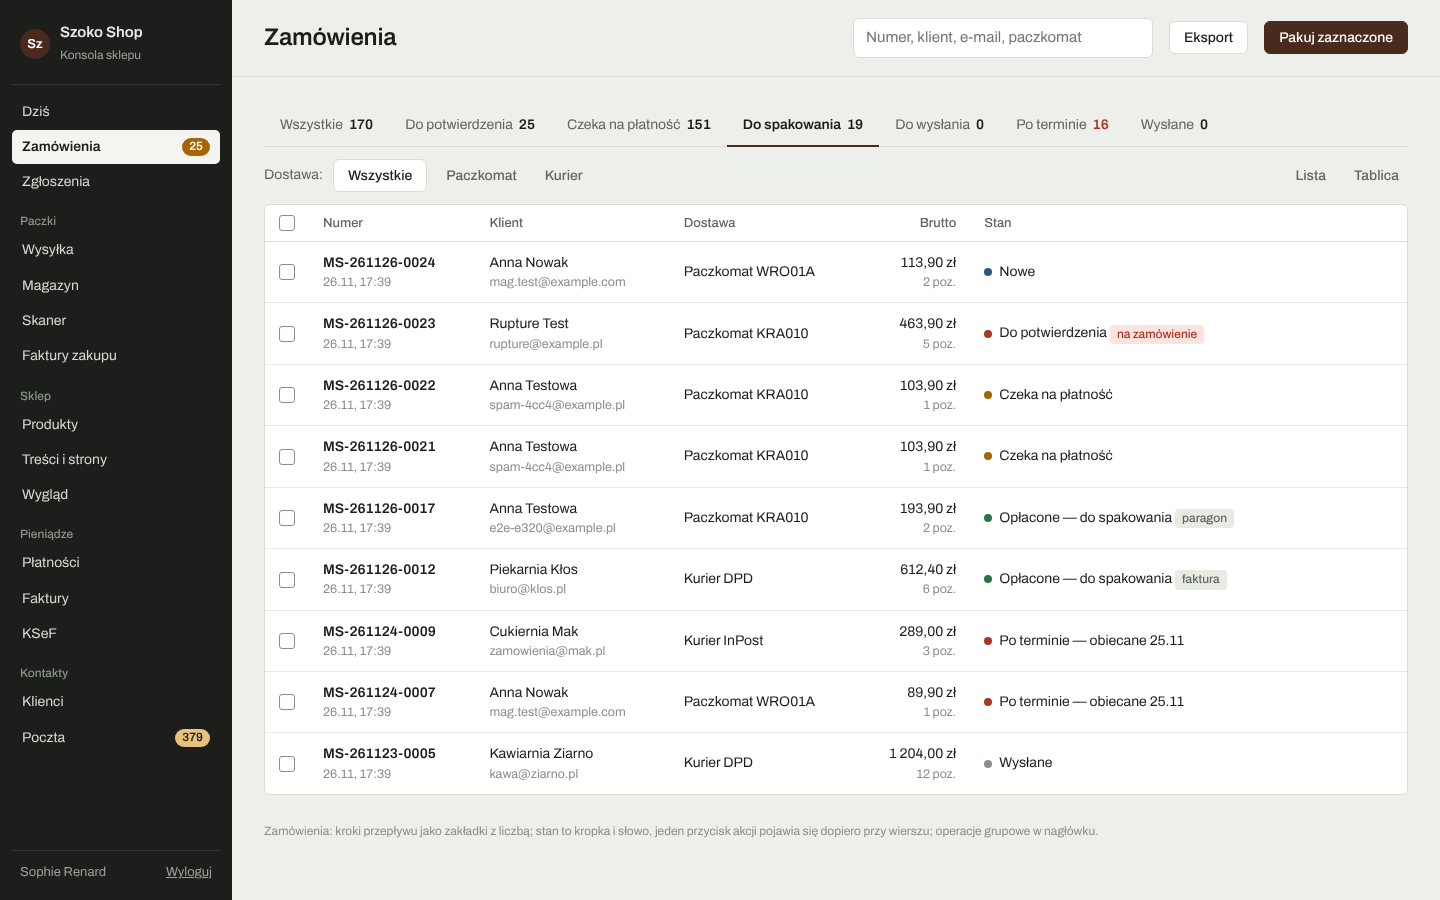 Sz
Szoko Shop
Konsola sklepu
Dziś
Zamówienia 25
Zgłoszenia
Paczki
Wysyłka
Magazyn
Skaner
Faktury zakupu
Sklep
Produkty
Treści i strony
Wygląd
Pieniądze
Płatności
Faktury
KSeF
Kontakty
Klienci
Poczta 379
Sophie Renard Wyloguj
Zamówienia
Numer, klient, e-mail, paczkomat
Eksport
Pakuj zaznaczone
Wszystkie 170 Do potwierdzenia 25 Czeka na płatność 151 Do spakowania 19 Do wysłania 0 Po terminie 16 Wysłane 0
Dostawa: Wszystkie Paczkomat Kurier Lista Tablica
Numer Klient Dostawa Brutto Stan
MS-261126-0024 Anna Nowak Paczkomat WRO01A 113,90 zł Nowe
26.11, 17:39 mag.test@example.com 2 poz.
MS-261126-0023 Rupture Test Paczkomat KRA010 463,90 zł Do potwierdzenia na zamówienie
26.11, 17:39 rupture@example.pl 5 poz.
MS-261126-0022 Anna Testowa Paczkomat KRA010 103,90 zł Czeka na płatność
26.11, 17:39 spam-4cc4@example.pl 1 poz.
MS-261126-0021 Anna Testowa Paczkomat KRA010 103,90 zł Czeka na płatność
26.11, 17:39 spam-4cc4@example.pl 1 poz.
MS-261126-0017 Anna Testowa Paczkomat KRA010 193,90 zł Opłacone — do spakowania paragon
26.11, 17:39 e2e-e320@example.pl 2 poz.
MS-261126-0012 Piekarnia Kłos Kurier DPD 612,40 zł Opłacone — do spakowania faktura
26.11, 17:39 biuro@klos.pl 6 poz.
MS-261124-0009 Cukiernia Mak Kurier InPost 289,00 zł Po terminie — obiecane 25.11
26.11, 17:39 zamowienia@mak.pl 3 poz.
MS-261124-0007 Anna Nowak Paczkomat WRO01A 89,90 zł Po terminie — obiecane 25.11
26.11, 17:39 mag.test@example.com 1 poz.
MS-261123-0005 Kawiarnia Ziarno Kurier DPD 1 204,00 zł Wysłane
26.11, 17:39 kawa@ziarno.pl 12 poz.
Zamówienia: kroki przepływu jako zakładki z liczbą; stan to kropka i słowo, jeden przycisk akcji pojawia się dopiero przy wierszu; operacje grupowe w nagłówku.